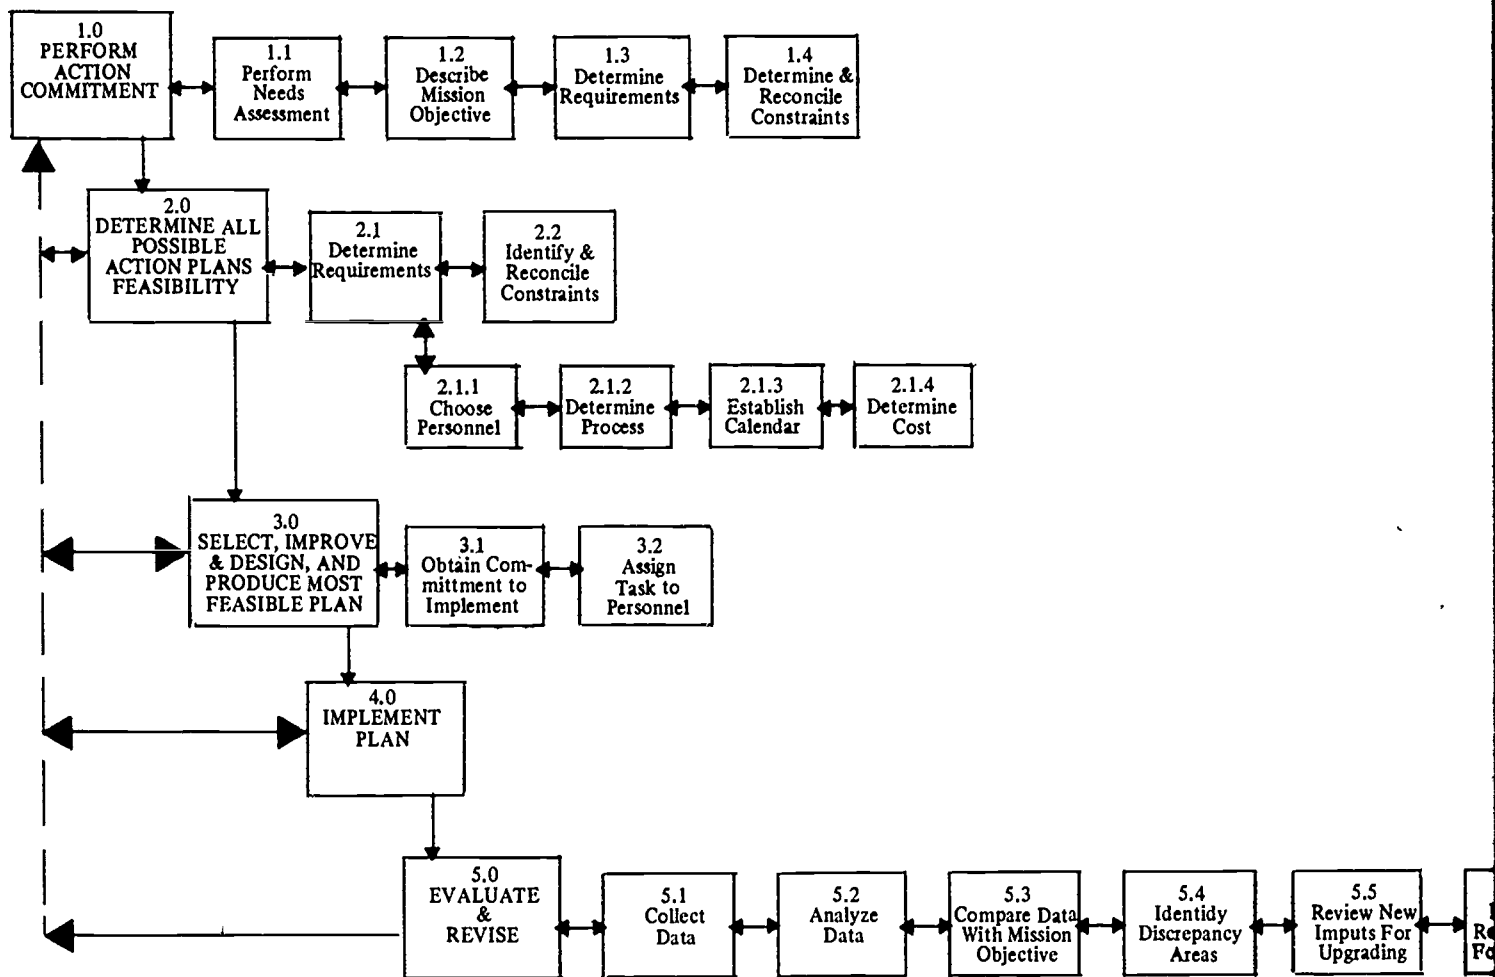 1.0
PERFORM
ACTION
COMMITMENT
1.1
Perform
Needs
Assessment
1.2
Describe
Mission
Objective
1.3
Determine
Requirements
1.4
Determine &
Reconcile
Constraints
2.0
DETERMINE ALL
POSSIBLE
ACTION PLANS
FEASIBILITY
2.1
Determine
Requirements
2.2
Identify &
Reconcile
Constraints
2.1.1
Choose
Personnel
2.1.2
Determine
Process
2.1.3
Establish
Calendar
2.1.4
Determine
Cost
3.0
SELECT, IMPROVE
& DESIGN, AND
PRODUCE MOST
FEASIBLE PLAN
3.1
Obtain Com-
mittment to
Implement
3.2
Assign
Task to
Personnel
4.0
IMPLEMENT
PLAN
5.0
EVALUATE
&
REVISE
5.1
Collect
Data
5.2
Analyze
Data
5.3
Compare Data
With Mission
Objective
5.4
Identidy
Discrepancy
Areas
5.5
Review New
Imputs For
Upgrading